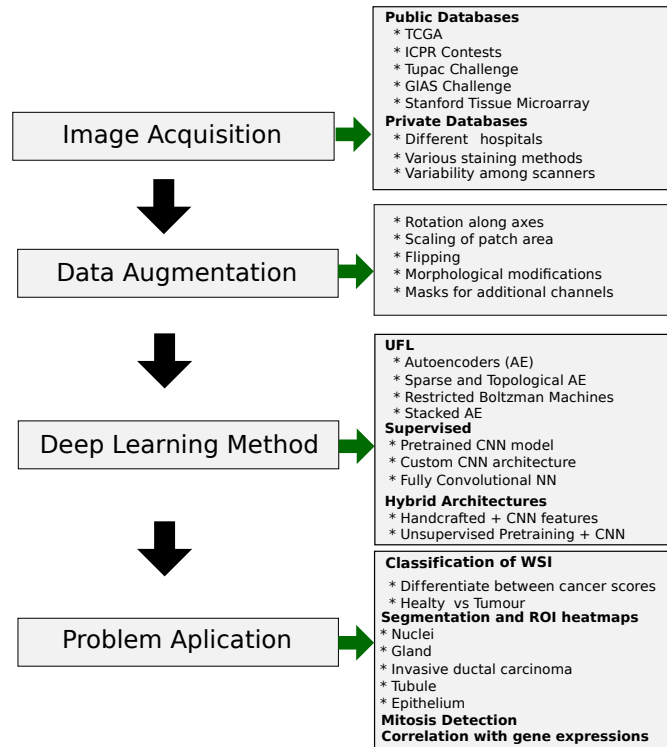 Public Databases
* TCGA
* ICPR Contests
* Tupac Challenge
* GIAS Challenge
* Stanford Tissue Microarray
Private Databases
* Different hospitals
* Various staining methods
* Variability among scanners
Image Acquisition
* Rotation along axes
* Scaling of patch area
* Flipping
* Morphological modifications
* Masks for additional channels
Data Augmentation
UFL
* Autoencoders (AE)
* Sparse and Topological AE
* Restricted Boltzman Machines
* Stacked AE
Supervised
* Pretrained CNN model
* Custom CNN architecture
* Fully Convolutional NN
Hybrid Architectures
* Handcrafted + CNN features
* Unsupervised Pretraining + CNN
Deep Learning Method
Classification of WSI
* Differentiate between cancer scores
* Healty vs Tumour
Segmentation and ROI heatmaps
* Nuclei
* Gland
* Invasive ductal carcinoma
* Tubule
* Epithelium
Mitosis Detection
Correlation with gene expressions
Problem Aplication